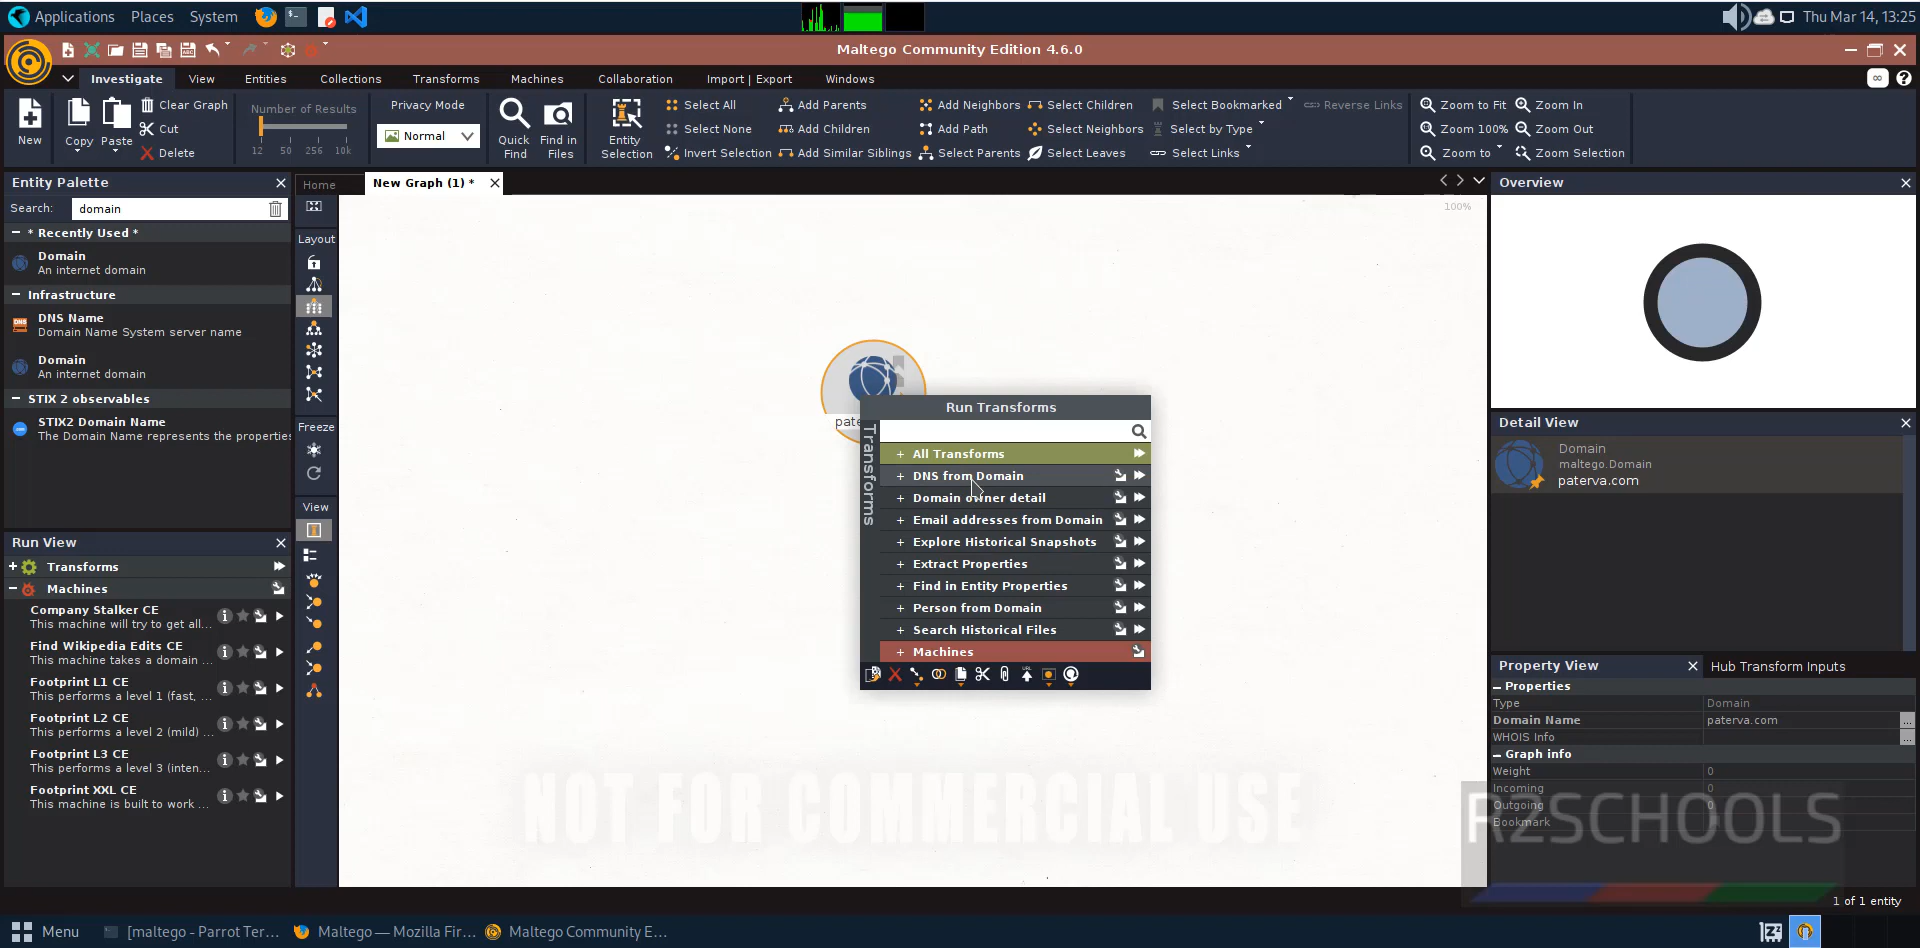 Applications Places System
Thu Mar 14, 13:25
Maltego Community Edition 4.6.0
Investigate View Entities Collections Transforms Machines Collaboration Import | Export Windows
New
Copy
Paste
Clear Graph
Cut
Delete
Number of Results
12 50 256 10k
Privacy Mode
Normal
Quick
Find
Find in
Files
Entity
Selection
Select All
Select None
Invert Selection
Add Parents
Add Children
Add Similar Siblings
Add Neighbors
Add Path
Select Parents
Select Children
Select Neighbors
Select Leaves
Select Bookmarked
Select by Type
Select Links
Reverse Links
Zoom to Fit
Zoom 100%
Zoom to
Zoom In
Zoom Out
Zoom Selection
Entity Palette
Search: domain
* Recently Used *
Domain
An internet domain
Infrastructure
DNS Name
Domain Name System server name
Domain
An internet domain
STIX 2 observables
STIX2 Domain Name
The Domain Name represents the properties
Run View
Transforms
Machines
Company Stalker CE
This machine will try to get all...
Find Wikipedia Edits CE
This machine takes a domain ...
Footprint L1 CE
This performs a level 1 (fast, ...
Footprint L2 CE
This performs a level 2 (mild) ...
Footprint L3 CE
This performs a level 3 (inten...
Footprint XXL CE
This machine is built to work ...
Home New Graph (1) *
Layout
Freeze
View
100%
pate
Run Transforms
Transforms
All Transforms
DNS from Domain
Domain owner detail
Email addresses from Domain
Explore Historical Snapshots
Extract Properties
Find in Entity Properties
Person from Domain
Search Historical Files
Machines
NOT FOR COMMERCIAL USE
Overview
Detail View
Domain
maltego.Domain
paterva.com
Property View Hub Transform Inputs
Properties
Type Domain
Domain Name paterva.com
WHOIS Info
Graph info
Weight 0
Incoming 0
Outgoing 0
Bookmark
R2SCHOOLS
1 of 1 entity
Menu [maltego - Parrot Ter... Maltego — Mozilla Fir... Maltego Community E...